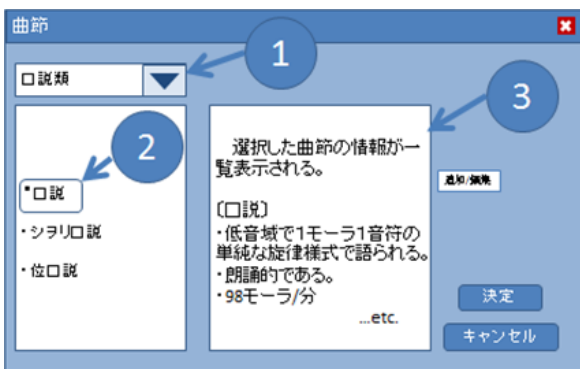 曲節
1
口説類
2
・口説
・シヲリ口説
・位口説
3
選択した曲節の情報が一
覧表示される。
〔口説〕
・低音域で1モーラ1音符の
単純な旋律様式で語られる。
・朗誦的である。
・98モーラ/分
...etc.
追加/編集
決定
キャンセル